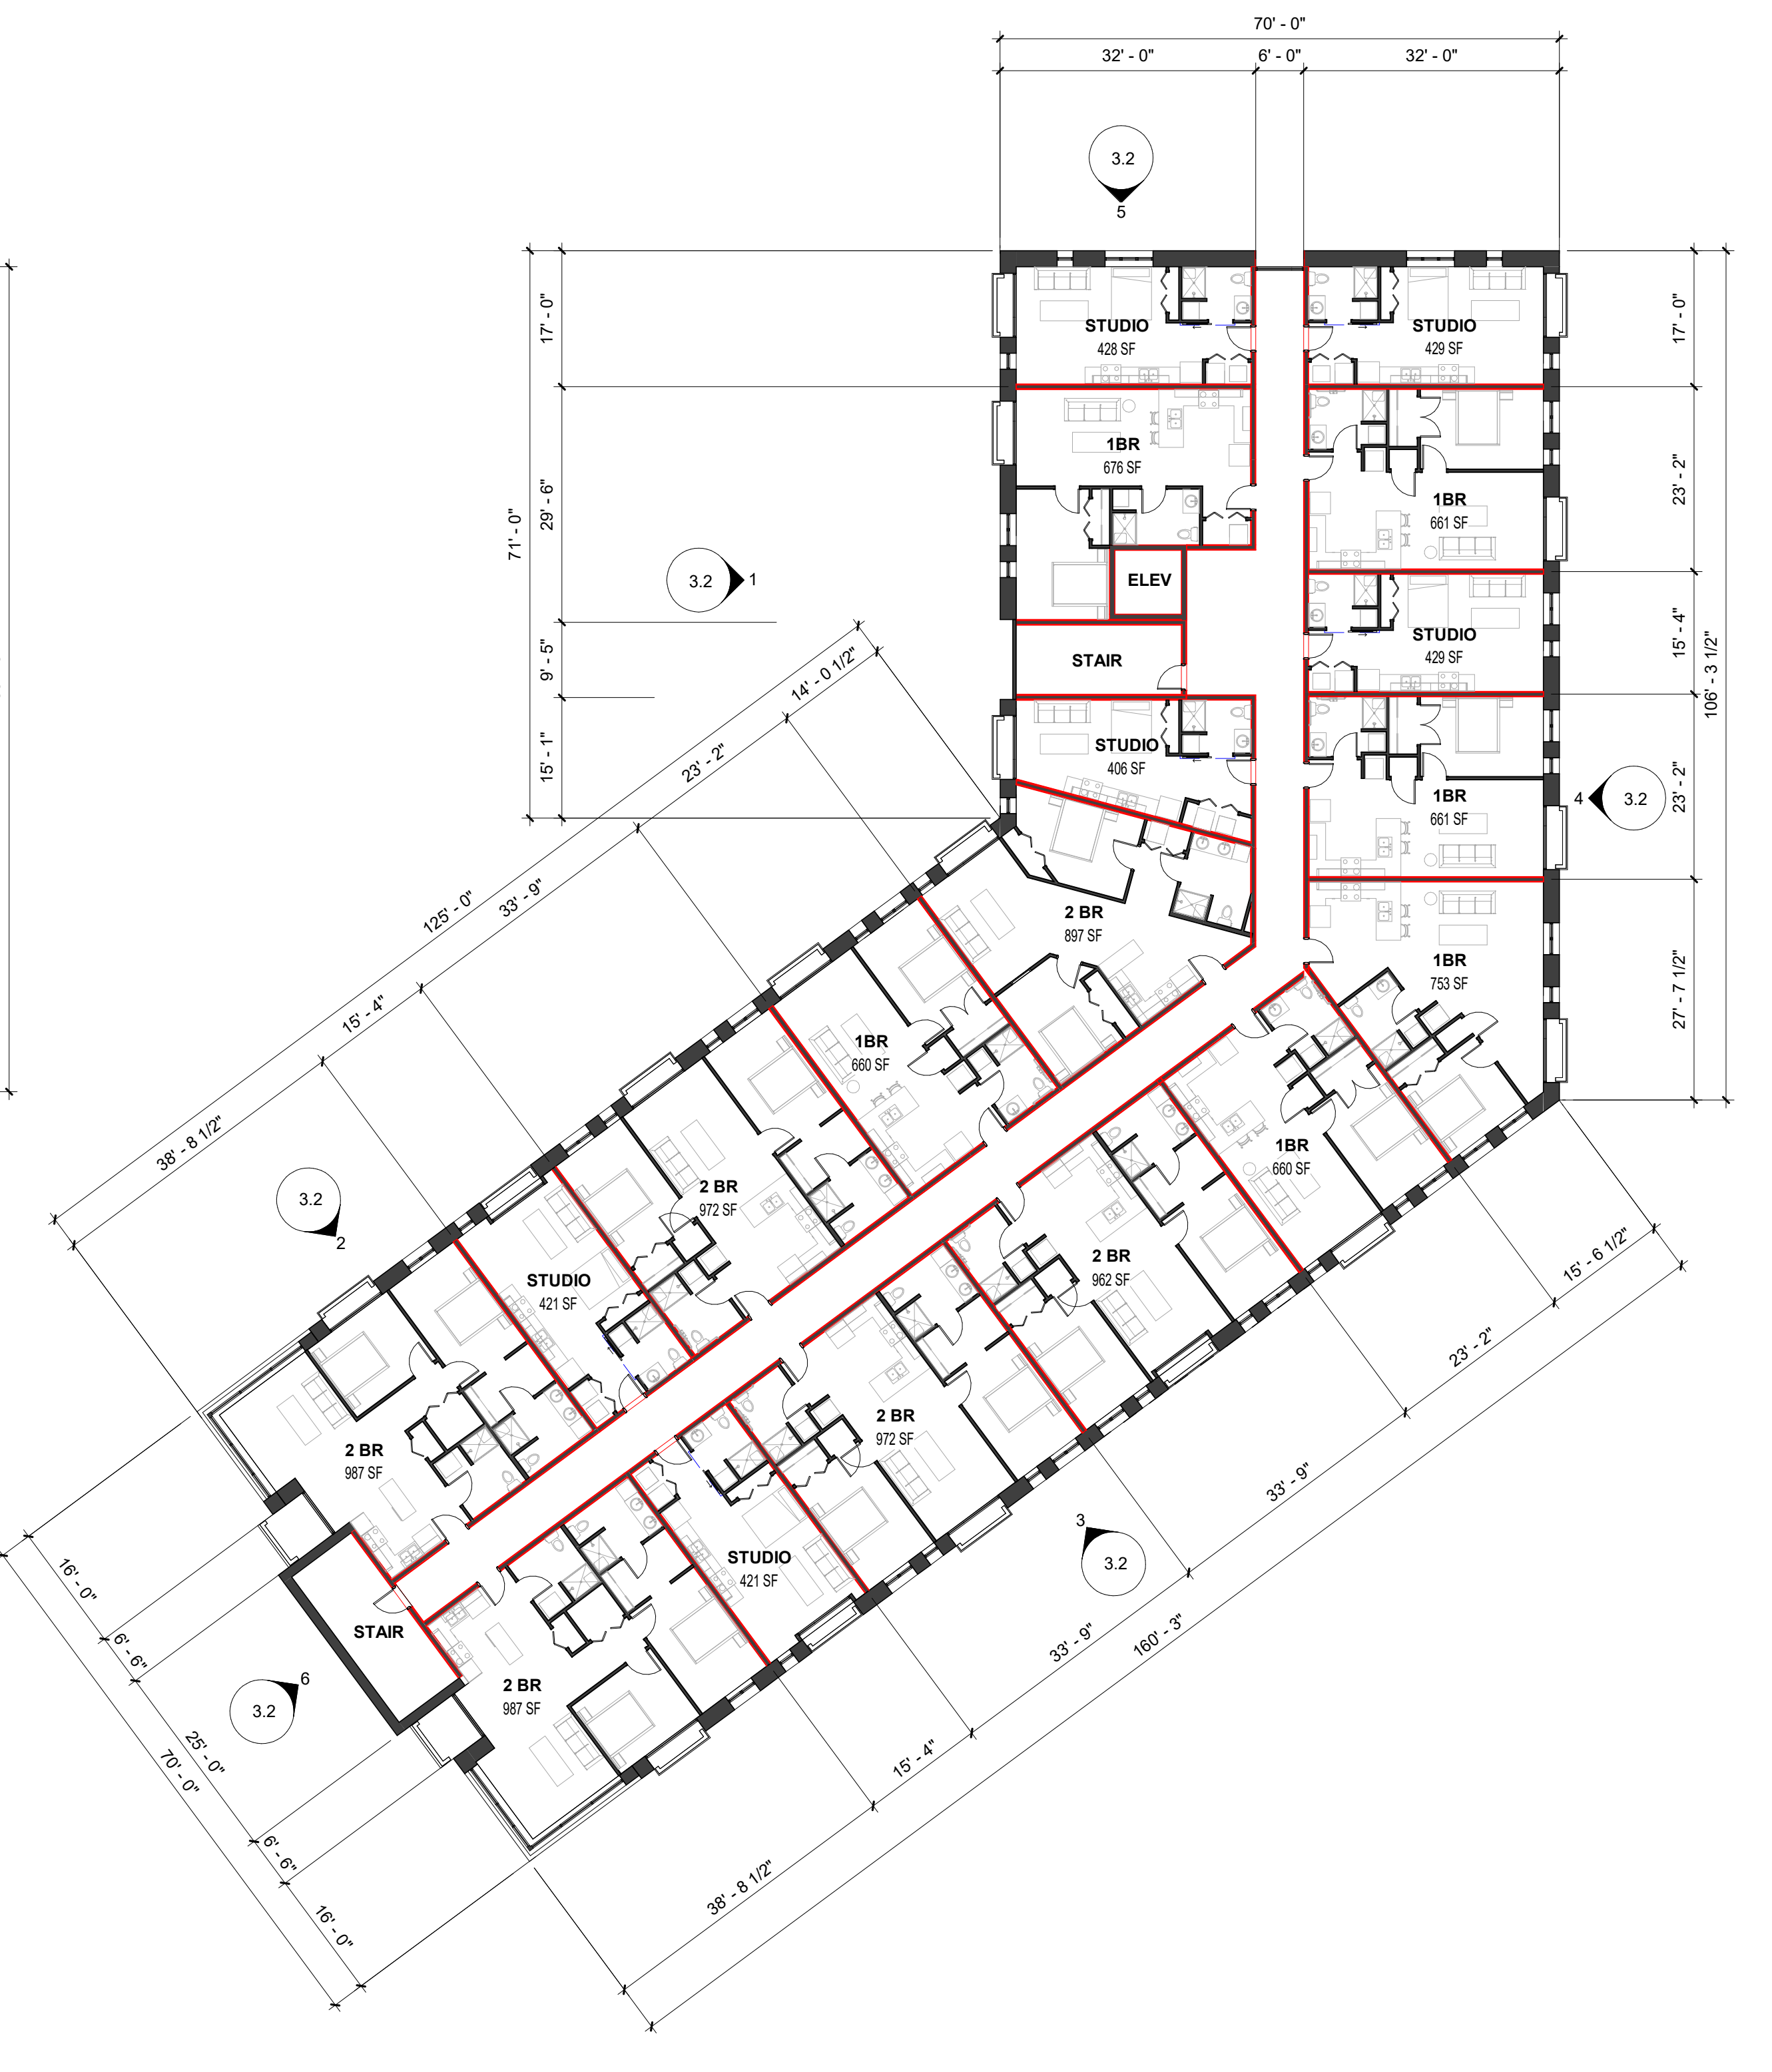 70' - 0"
32' - 0"
6' - 0"
32' - 0"
3.2
5
71' - 0"
17' - 0"
29' - 6"
9' - 5"
15' - 1"
3.2
1
STUDIO
428 SF
STUDIO
429 SF
1BR
676 SF
1BR
661 SF
ELEV
STAIR
STUDIO
429 SF
STUDIO
406 SF
1BR
661 SF
2 BR
897 SF
1BR
753 SF
17' - 0"
23' - 2"
15' - 4"
106' - 3 1/2"
23' - 2"
4
3.2
27' - 7 1/2"
14' - 0 1/2"
23' - 2"
33' - 9"
125' - 0"
15' - 4"
38' - 8 1/2"
3.2
2
1BR
660 SF
1BR
660 SF
2 BR
972 SF
2 BR
962 SF
STUDIO
421 SF
2 BR
972 SF
2 BR
987 SF
STUDIO
421 SF
STAIR
2 BR
987 SF
15' - 6 1/2"
23' - 2"
33' - 9"
3
3.2
33' - 9"
160' - 3"
15' - 4"
38' - 8 1/2"
16' - 0"
6' - 6"
6
3.2
25' - 0"
70' - 0"
6' - 6"
16' - 0"